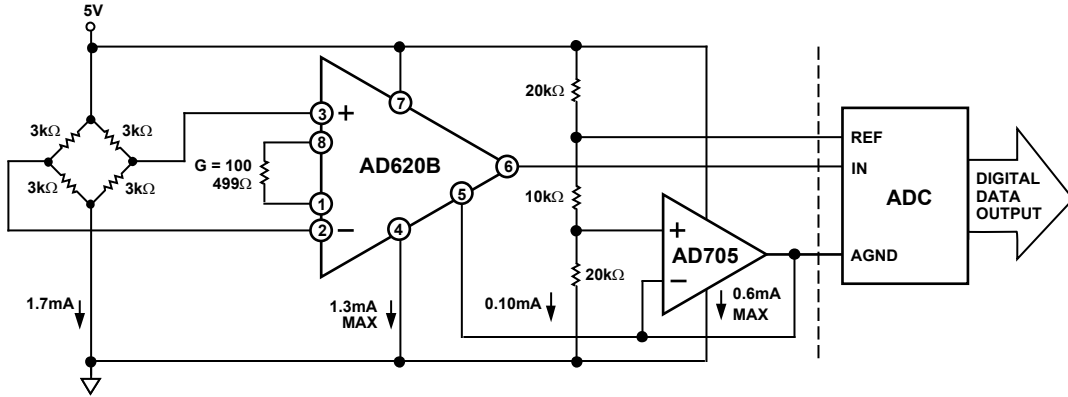 5V
3kΩ
3kΩ
3kΩ
3kΩ
1.7mA
G = 100
499Ω
3
8
1
2
+
–
7
AD620B
6
5
4
1.3mA
MAX
20kΩ
10kΩ
20kΩ
0.10mA
+
–
AD705
0.6mA
MAX
REF
IN
ADC
AGND
DIGITAL
DATA
OUTPUT